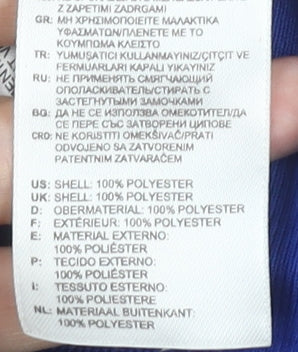 Z ZAPETIMI ZADRGAMI
GR: MH ΧΡΗΣΙΜΟΠΟΙΕΙΤΕ ΜΑΛΑΚΤΙΚΑ
ΥΦΑΣΜΑΤΩΝ/ΠΛΕΝΕΤΕ ΜΕ ΤΟ
ΚΟΥΜΠΩΜΑ ΚΛΕΙΣΤΟ
TR: YUMUŞATICI KULLANMAYINIZ/ÇITÇIT VE
FERMUARLARI KAPALI YIKAYINIZ
RU: НЕ ПРИМЕНЯТЬ СМЯГЧАЮЩИЙ
ОПОЛАСКИВАТЕЛЬ/СТИРАТЬ С
ЗАСТЕГНУТЫМИ ЗАМОЧКАМИ
BG: ДА НЕ СЕ ИЗПОЛЗВА ОМЕКОТИТЕЛ/ДА
СЕ ПЕРЕ СЪС ЗАТВОРЕНИ ЦИПОВЕ
CRO: NE KORISTITI OMEKŠIVAČ/PRATI
ODVOJENO SA ZATVORENIM
PATENTNIM ZATVARAČEM
US: SHELL: 100% POLYESTER
UK: SHELL: 100% POLYESTER
D: OBERMATERIAL: 100% POLYESTER
F: EXTÉRIEUR: 100% POLYESTER
E: MATERIAL EXTERNO:
100% POLIÉSTER
P: TECIDO EXTERNO:
100% POLIÉSTER
I: TESSUTO ESTERNO:
100% POLIESTERE
NL: MATERIAAL BUITENKANT:
100% POLYESTER